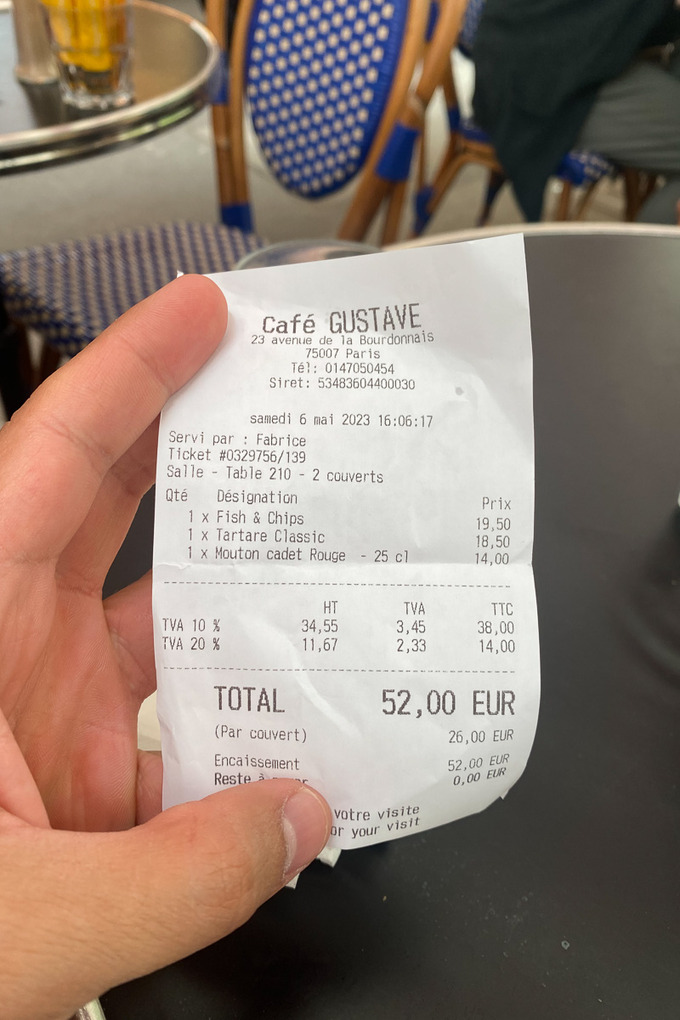 Café GUSTAVE
23 avenue de la Bourdonnais
75007 Paris
Tél: 0147050454
Siret: 53483604400030
samedi 6 mai 2023 16:06:17
Servi par : Fabrice
Ticket #0329756/139
Salle - Table 210 - 2 couverts
Qté Désignation Prix
1 x Fish & Chips 19,50
1 x Tartare Classic 18,50
1 x Mouton cadet Rouge - 25 cl 14,00
HT TVA TTC
TVA 10 % 34,55 3,45 38,00
TVA 20 % 11,67 2,33 14,00
TOTAL 52,00 EUR
(Par couvert) 26,00 EUR
Encaissement 52,00 EUR
Reste 0,00 EUR
votre visite
your visit